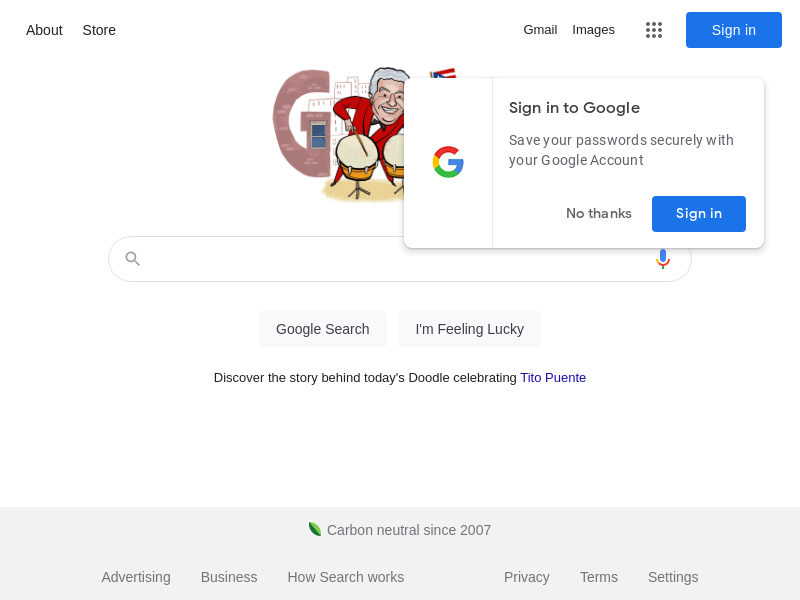 About Store Gmail Images Sign in
Sign in to Google
Save your passwords securely with
your Google Account
No thanks Sign in
Google Search I'm Feeling Lucky
Discover the story behind today's Doodle celebrating Tito Puente
Carbon neutral since 2007
Advertising Business How Search works Privacy Terms Settings